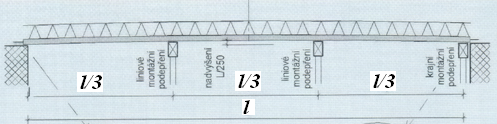 liniové
montážní
podepření
nadvýšení
L/250
liniové
montážní
podepření
krajní
montážní
podepření
l/3
l/3
l/3
l